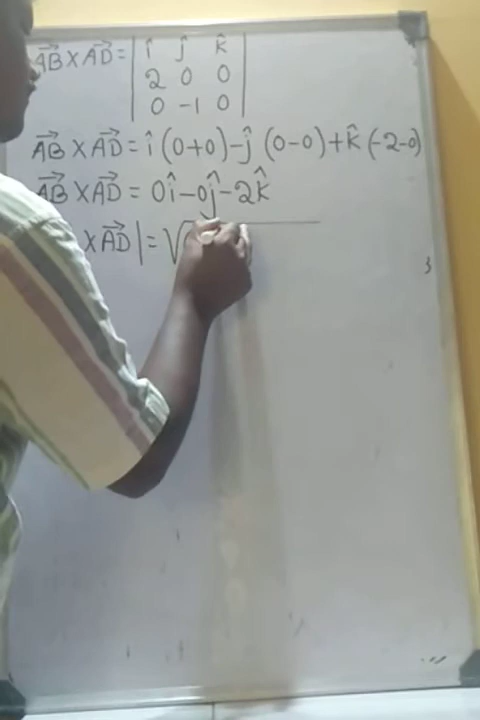 AB⃗ X AD⃗ = | î ĵ k̂ |
| 2 0 0 |
| 0 -1 0 |
AB⃗ X AD⃗ = î (0+0) - ĵ (0-0) + k̂ (-2-0)
AB⃗ X AD⃗ = 0î - 0ĵ - 2k̂
X AD⃗ | = √